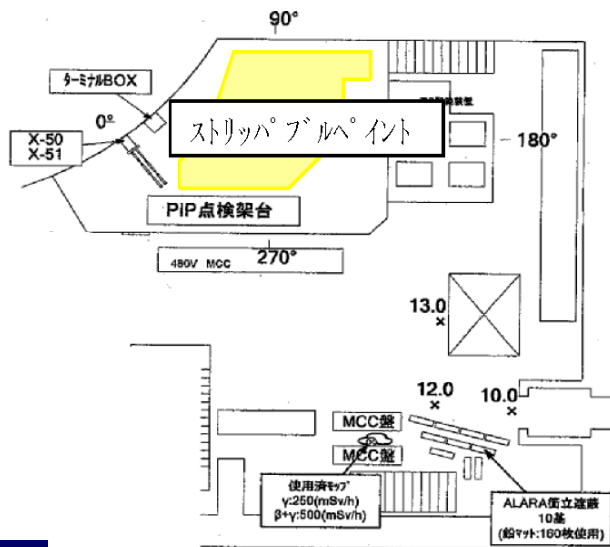 90°
ﾀｰﾐﾅﾙBOX
0°
ストリッパﾟブﾞルペｲント
X-50
X-51
180°
PiP点検架台
270°
480V MCC
13.0
12.0
10.0
MCC盤
MCC盤
使用済ﾓｯﾌﾟ
γ:250(mSv/h)
β+γ:500(mSv/h)
ALARA衝立遮蔽
10基
(鉛ﾏｯﾄ:160枚使用)